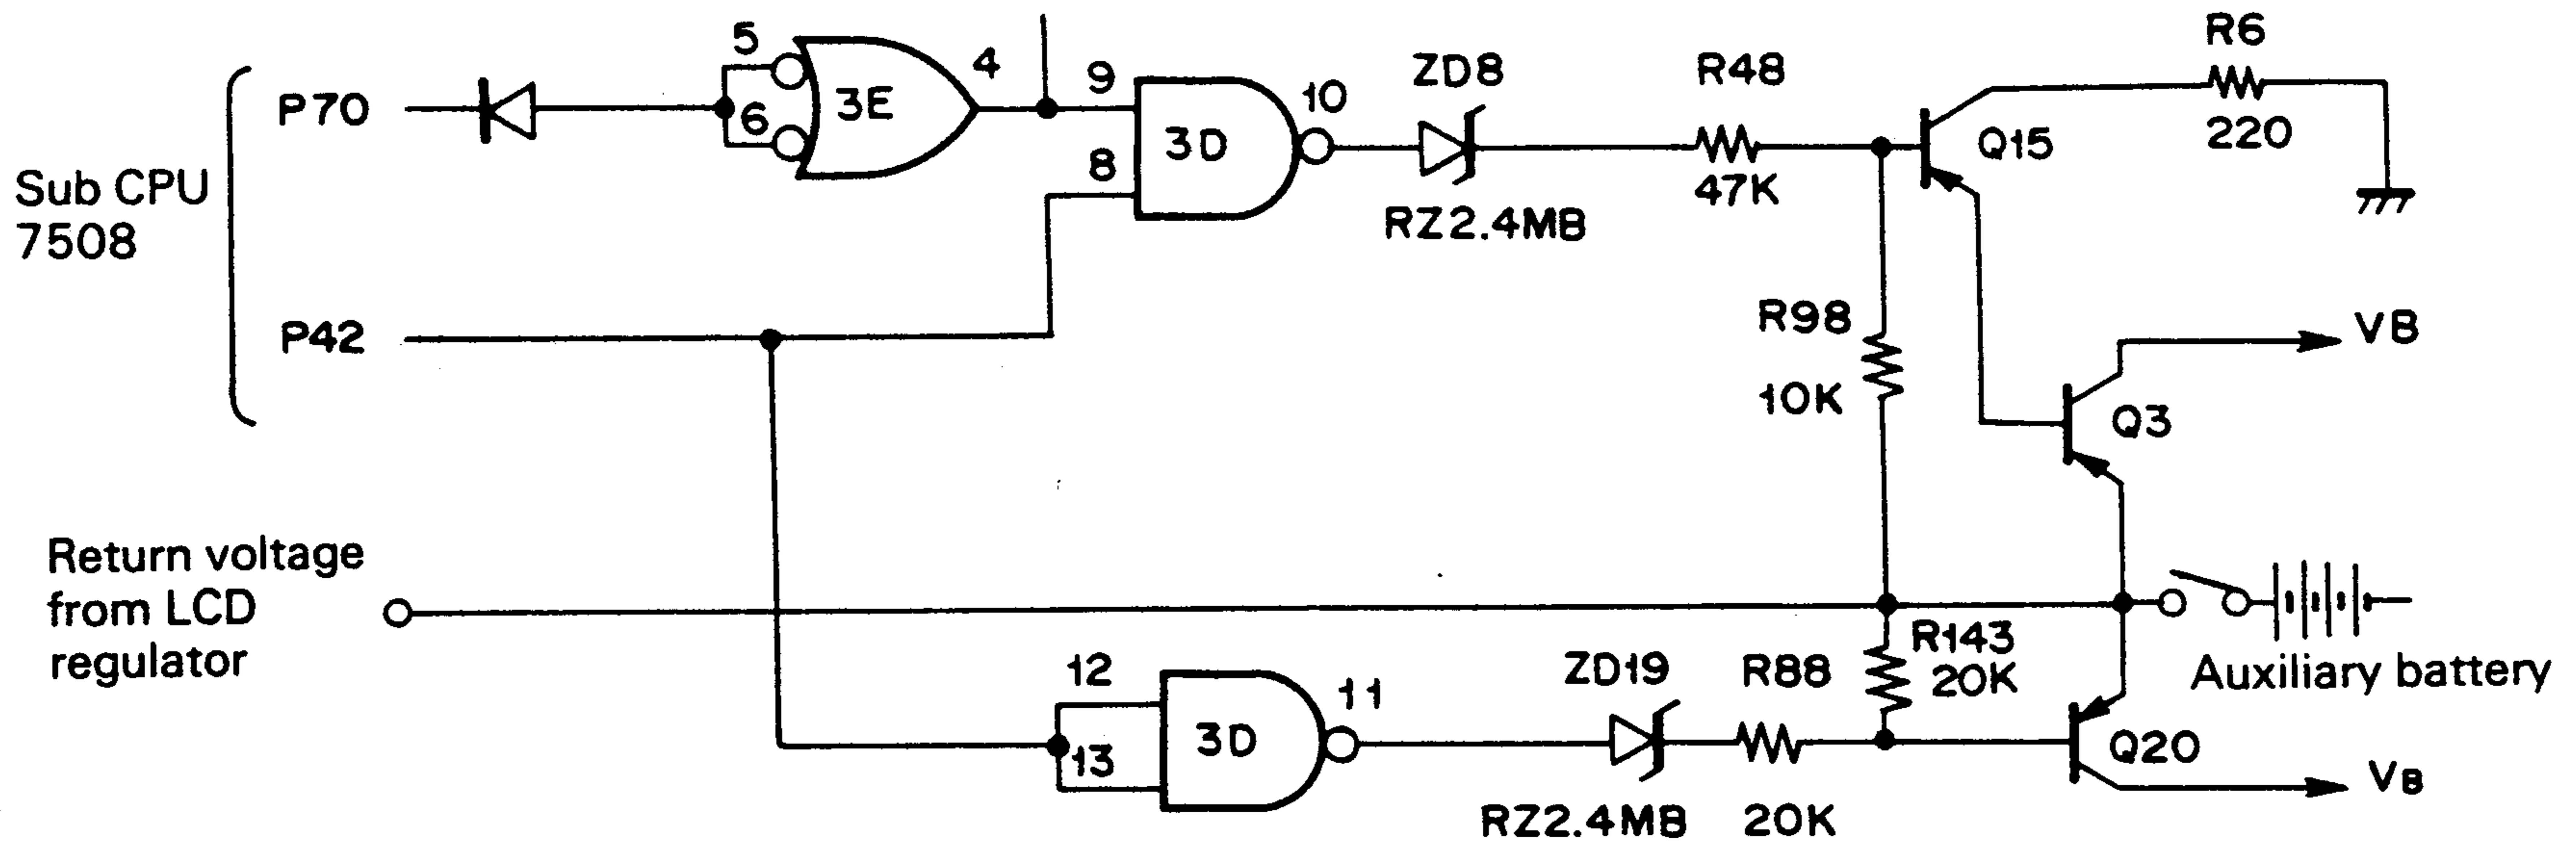 R6
5
4
ZD8
R48
9
P70
3E
10
6
3D
Q15
220
8
Sub CPU
7508
47K
RZ2.4MB
R98
P42
VB
10K
Q3
Return voltage
from LCD
regulator
R143
20K
12
ZD19
R88
Auxiliary battery
11
3D
Q20
13
VB
RZ2.4MB
20K